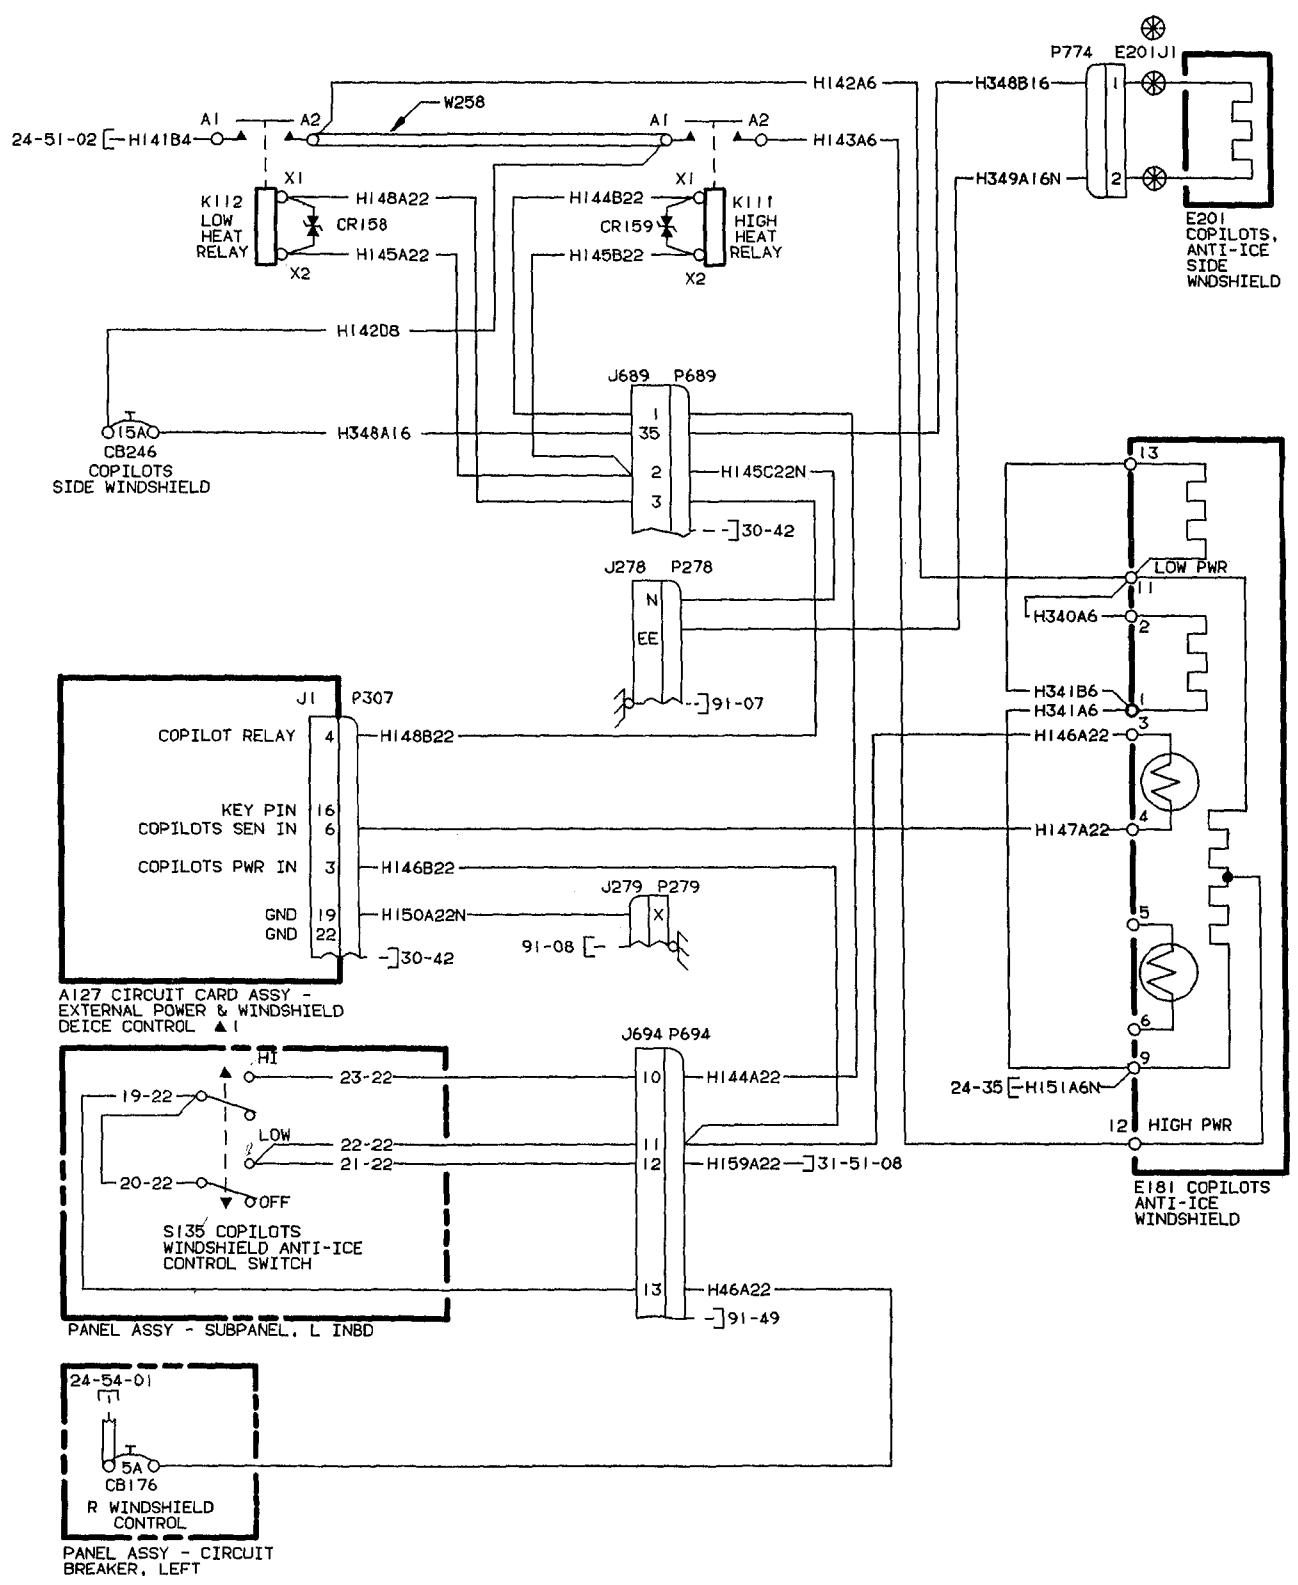 P774 E201J1
H142A6
H348B16
1
W258
A1 A2 A1 A2
24-51-02 H141B4
H143A6
X1 X1
H349A16N
2
K112
LOW
HEAT
RELAY
H148A22
H144B22
CR158
CR159
K111
HIGH
HEAT
RELAY
H145A22
H145B22
X2 X2
E201
COPILOTS,
ANTI-ICE
SIDE
WNDSHIELD
H142D8
J689 P689
1
15A
H348A16
35
CB246
COPILOTS
SIDE WINDSHIELD
2
H145C22N
3
30-42
13
LOW PWR
11
J278 P278
N
H340A6
2
EE
H341B6
1
H341A6
91-07
3
J1 P307
COPILOT RELAY 4 H148B22
H146A22
KEY PIN 16
COPILOTS SEN IN 6
4
H147A22
COPILOTS PWR IN 3 H146B22
J279 P279
GND 19 H150A22N
X
GND 22
5
91-08
30-42
A127 CIRCUIT CARD ASSY -
EXTERNAL POWER & WINDSHIELD
DEICE CONTROL ▲ 1
6
J694 P694
HI
9
23-22 10 H144A22
24-35 H151A6N
19-22
LOW
12 HIGH PWR
22-22 11
21-22 12 H159A22 31-51-08
20-22
OFF
E181 COPILOTS
ANTI-ICE
WINDSHIELD
S135 COPILOTS
WINDSHIELD ANTI-ICE
CONTROL SWITCH
13 H46A22
91-49
PANEL ASSY - SUBPANEL, L INBD
24-54-01
5A
CB176
R WINDSHIELD
CONTROL
PANEL ASSY - CIRCUIT
BREAKER, LEFT